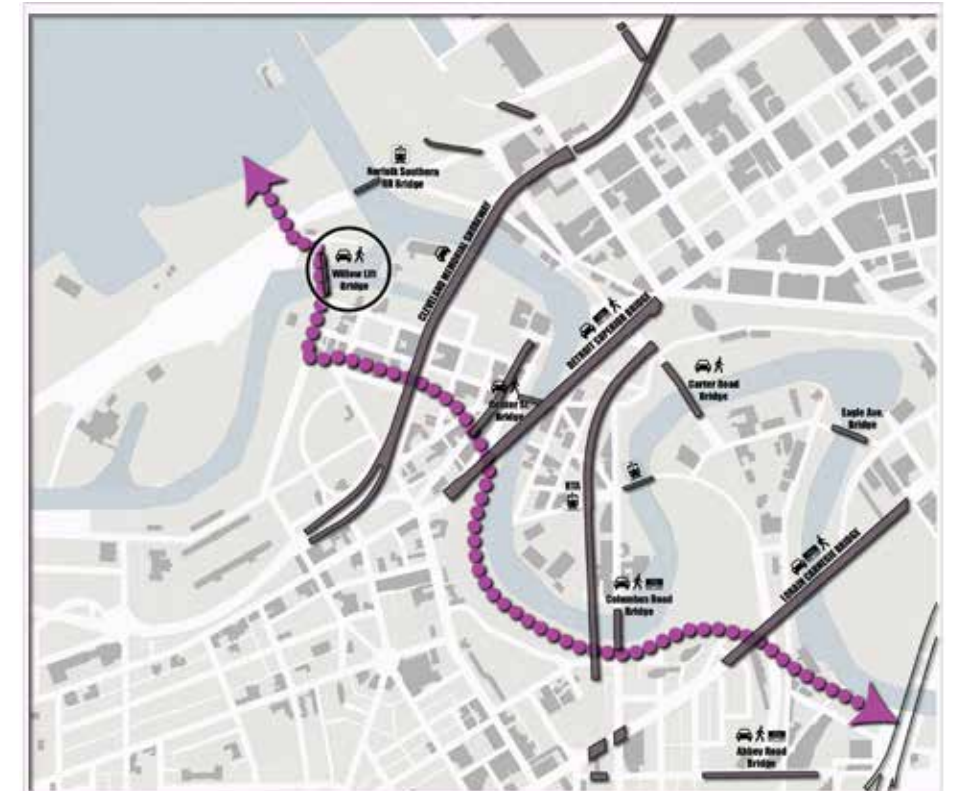 Norfolk Southern
RR Bridge
Willow Lift
Bridge
CLEVELAND MEMORIAL SHOREWAY
DETROIT SUPERIOR BRIDGE
Center St.
Bridge
Carter Road
Bridge
Eagle Ave.
Bridge
RTA
LORAIN CARNEGIE BRIDGE
Columbus Road
Bridge
Abbey Road
Bridge